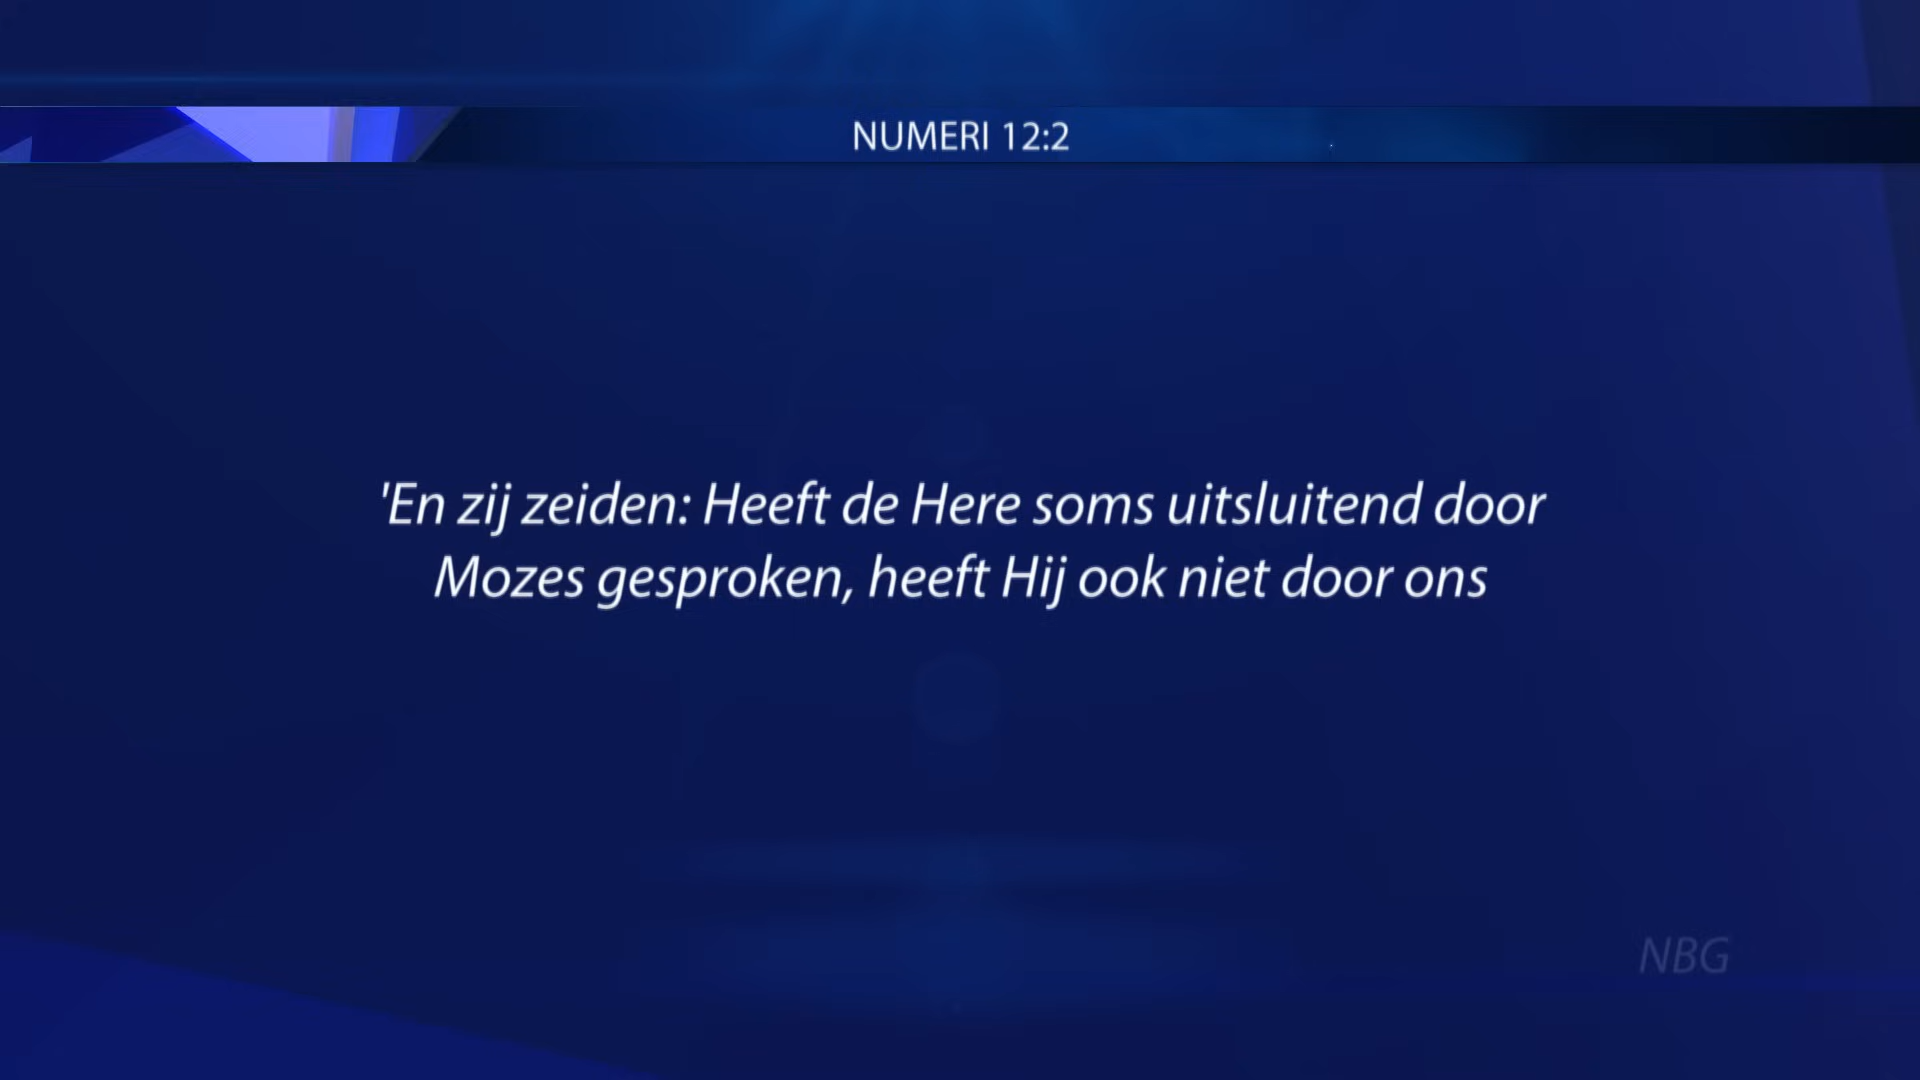 NUMERI 12:2
'En zij zeiden: Heeft de Here soms uitsluitend door
Mozes gesproken, heeft Hij ook niet door ons
NBG